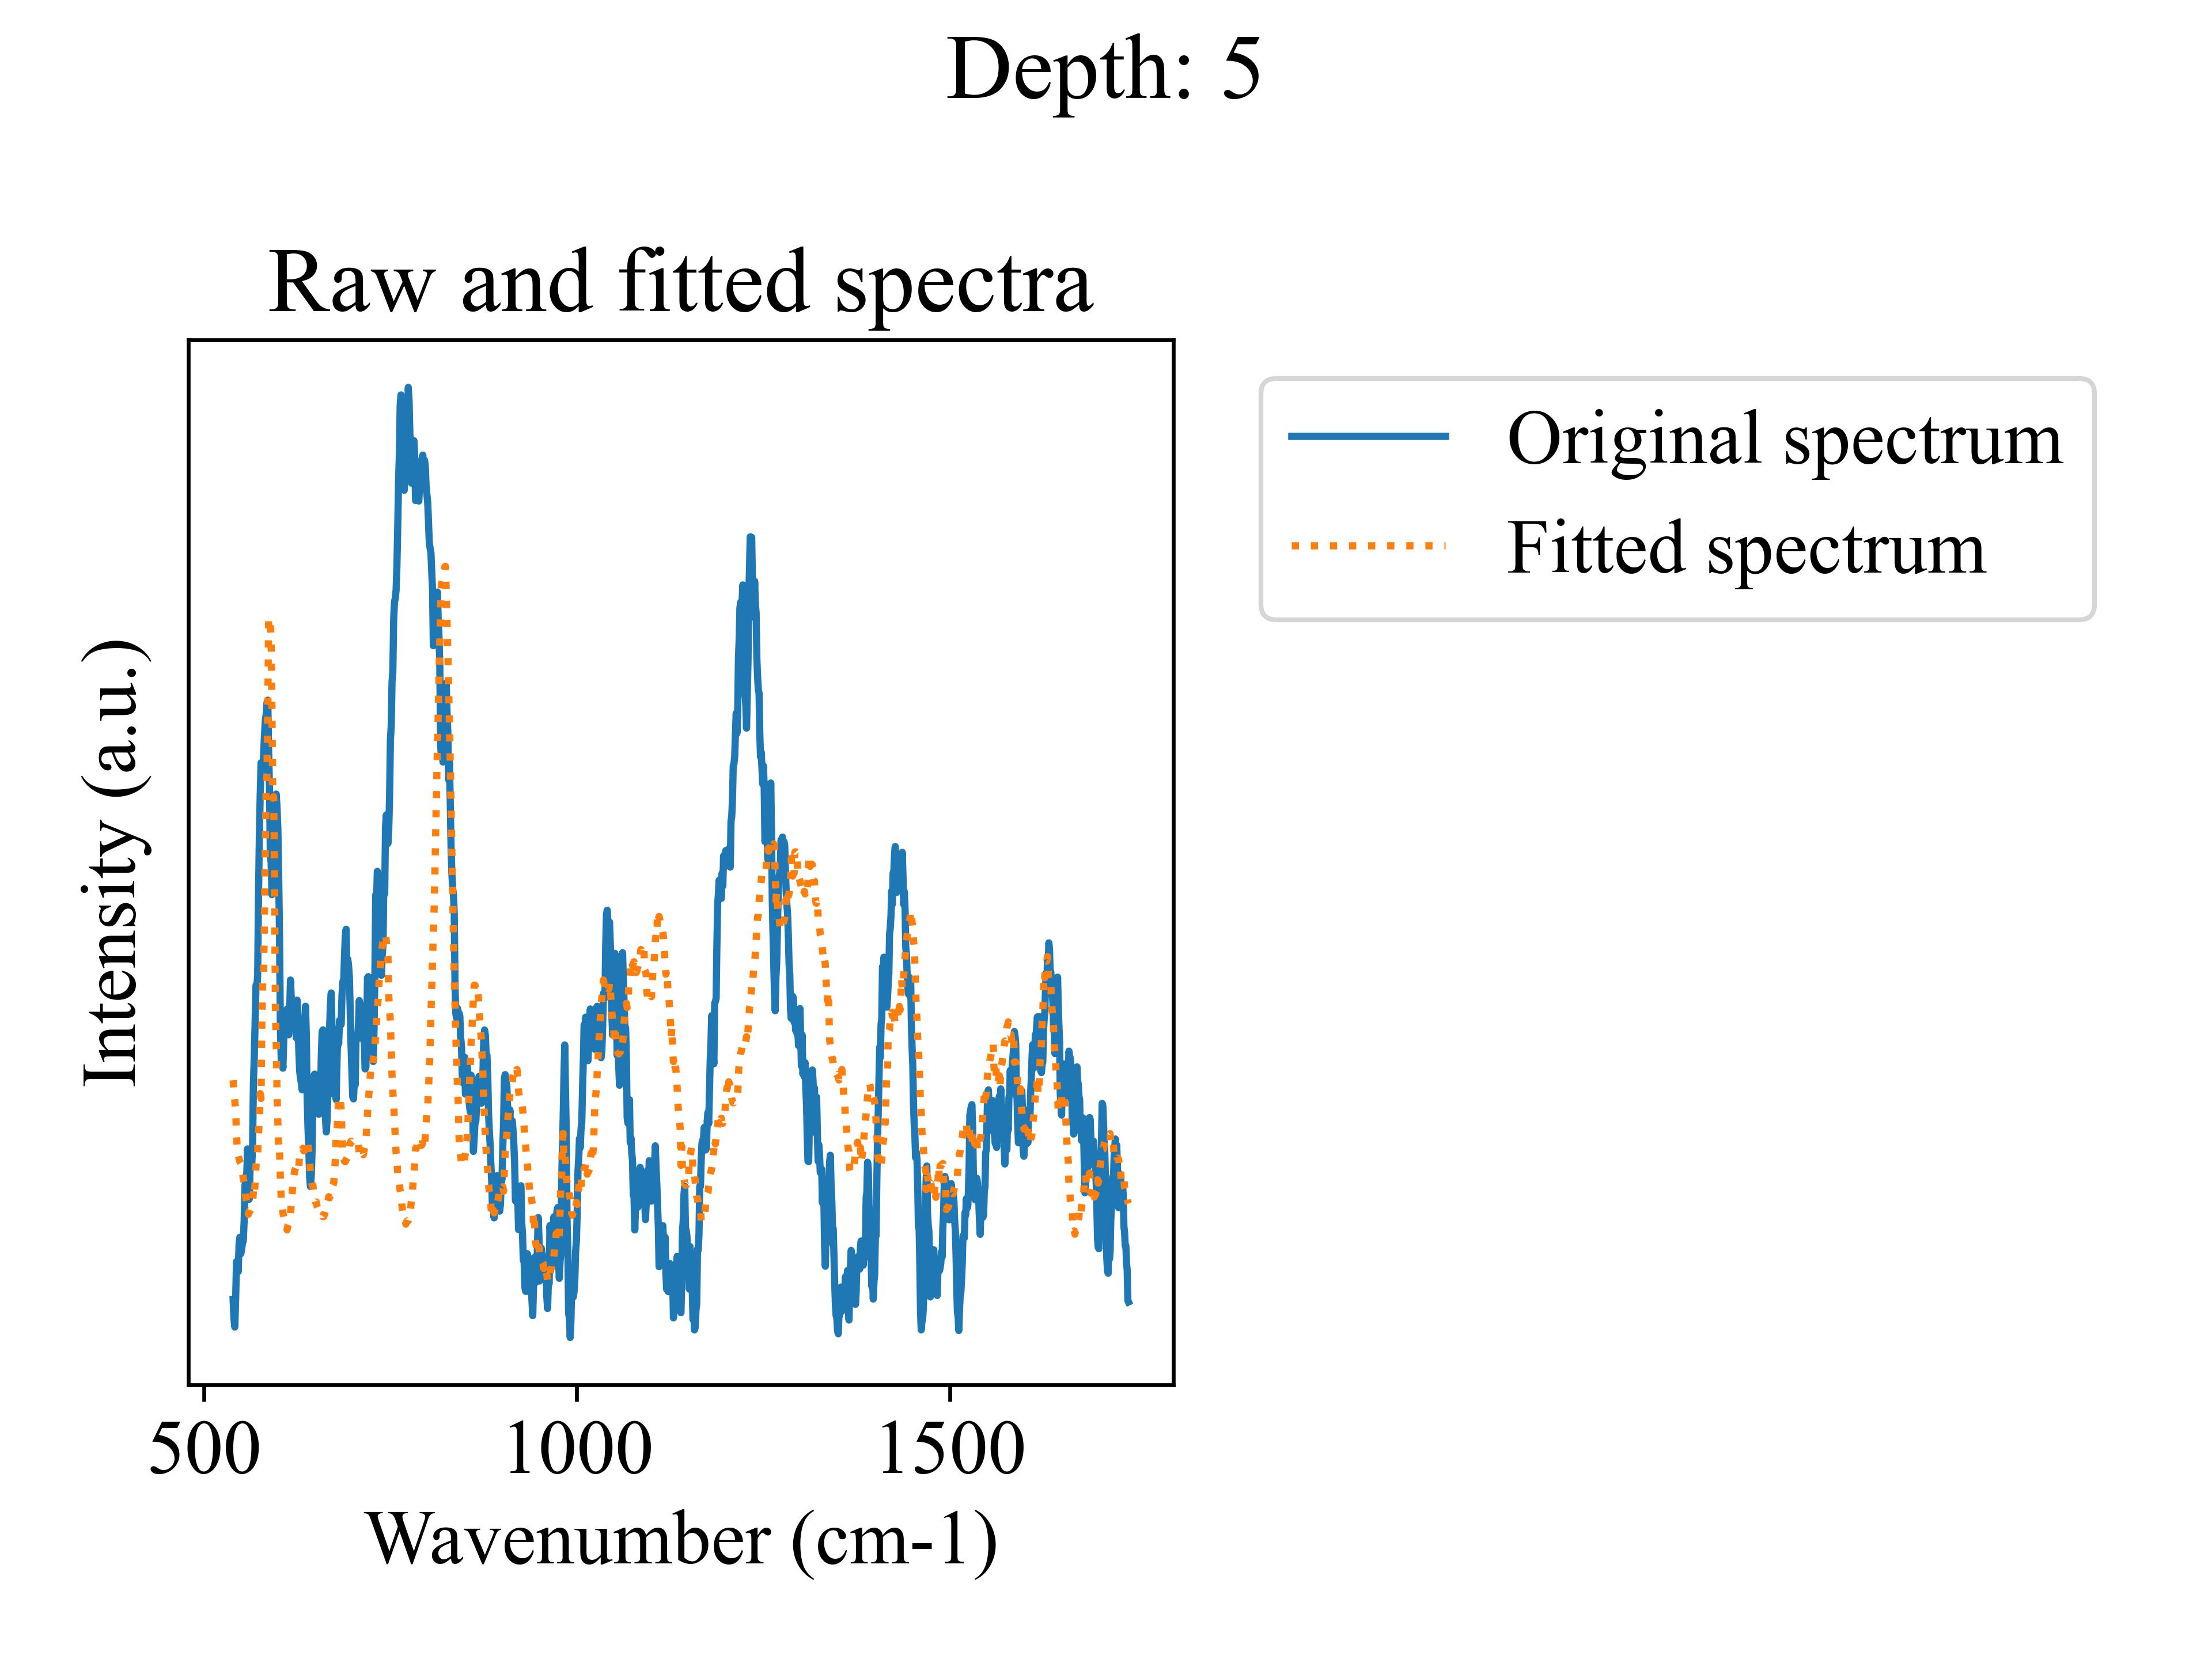 Depth: 5
Raw and fitted spectra
Original spectrum
Fitted spectrum
Intensity (a.u.)
500 1000 1500
Wavenumber (cm-1)